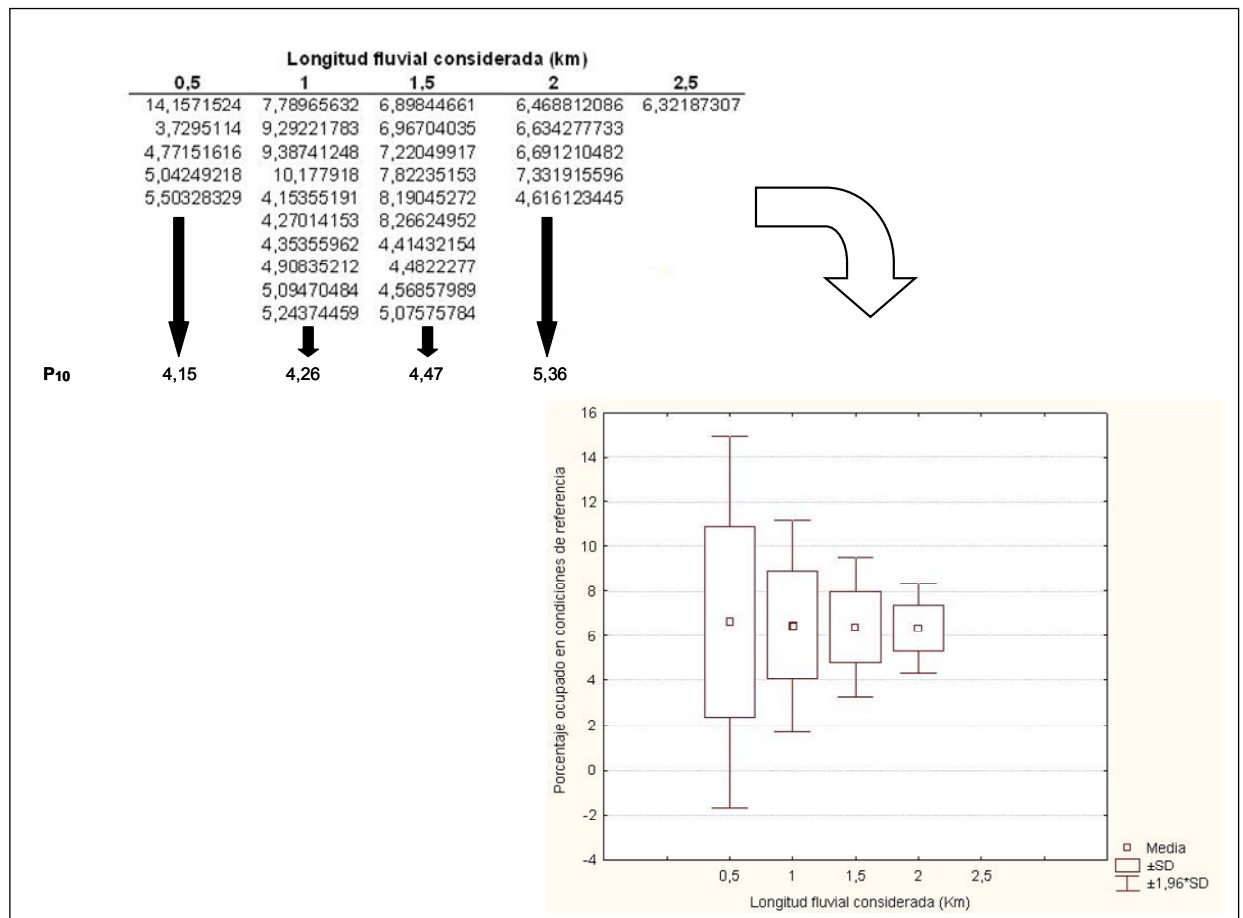 Longitud fluvial considerada (km)
0,5 1 1,5 2 2,5
14,1571524 7,78965632 6,89844661 6,468812086 6,32187307
3,7295114 9,29221783 6,96704035 6,634277733
4,77151616 9,38741248 7,22049917 6,691210482
5,04249218 10,177918 7,82235153 7,331915596
5,50328329 4,15355191 8,19045272 4,616123445
4,27014153 8,26624952
4,35355962 4,41432154
4,90835212 4,4822277
5,09470484 4,56857989
5,24374459 5,07575784
P10 4,15 4,26 4,47 5,36
Porcentaje ocupado en condiciones de referencia
16
14
12
10
8
6
4
2
0
-2
-4
0,5 1 1,5 2 2,5
Longitud fluvial considerada (Km)
Media
±SD
±1,96*SD